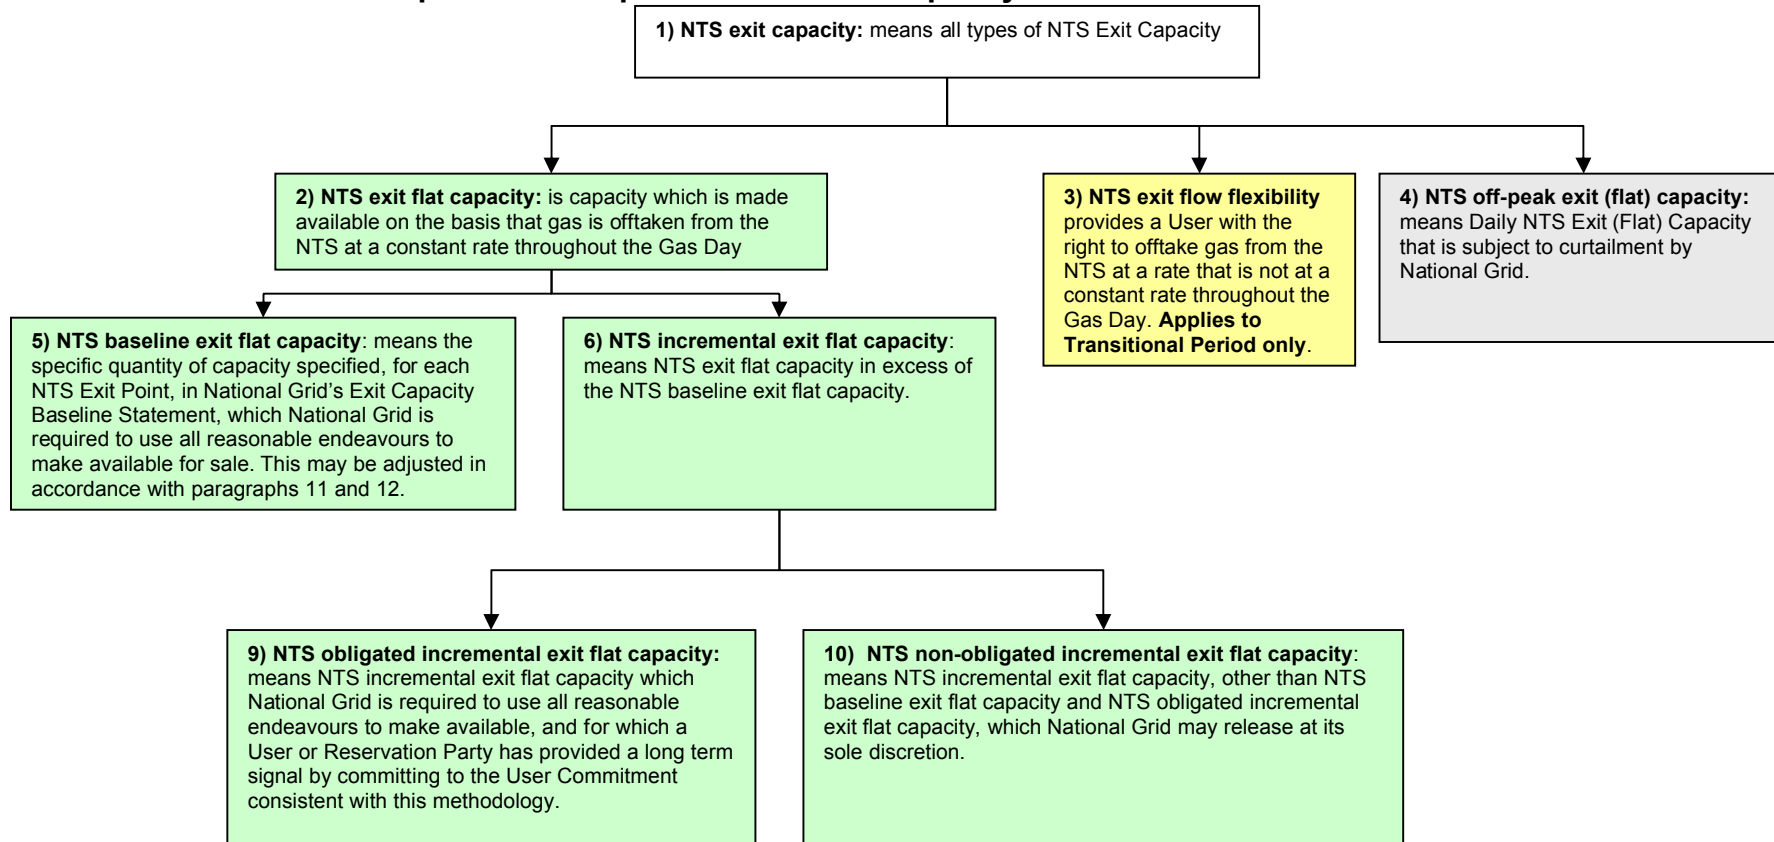 1) NTS exit capacity: means all types of NTS Exit Capacity
2) NTS exit flat capacity: is capacity which is made
available on the basis that gas is offtaken from the
NTS at a constant rate throughout the Gas Day
3) NTS exit flow flexibility
provides a User with the
right to offtake gas from the
NTS at a rate that is not at a
constant rate throughout the
Gas Day. Applies to
Transitional Period only.
4) NTS off-peak exit (flat) capacity:
means Daily NTS Exit (Flat) Capacity
that is subject to curtailment by
National Grid.
5) NTS baseline exit flat capacity: means the
specific quantity of capacity specified, for each
NTS Exit Point, in National Grid's Exit Capacity
Baseline Statement, which National Grid is
required to use all reasonable endeavours to
make available for sale. This may be adjusted in
accordance with paragraphs 11 and 12.
6) NTS incremental exit flat capacity:
means NTS exit flat capacity in excess of
the NTS baseline exit flat capacity.
9) NTS obligated incremental exit flat capacity:
means NTS incremental exit flat capacity which
National Grid is required to use all reasonable
endeavours to make available, and for which a
User or Reservation Party has provided a long term
signal by committing to the User Commitment
consistent with this methodology.
10) NTS non-obligated incremental exit flat capacity:
means NTS incremental exit flat capacity, other than NTS
baseline exit flat capacity and NTS obligated incremental
exit flat capacity, which National Grid may release at its
sole discretion.